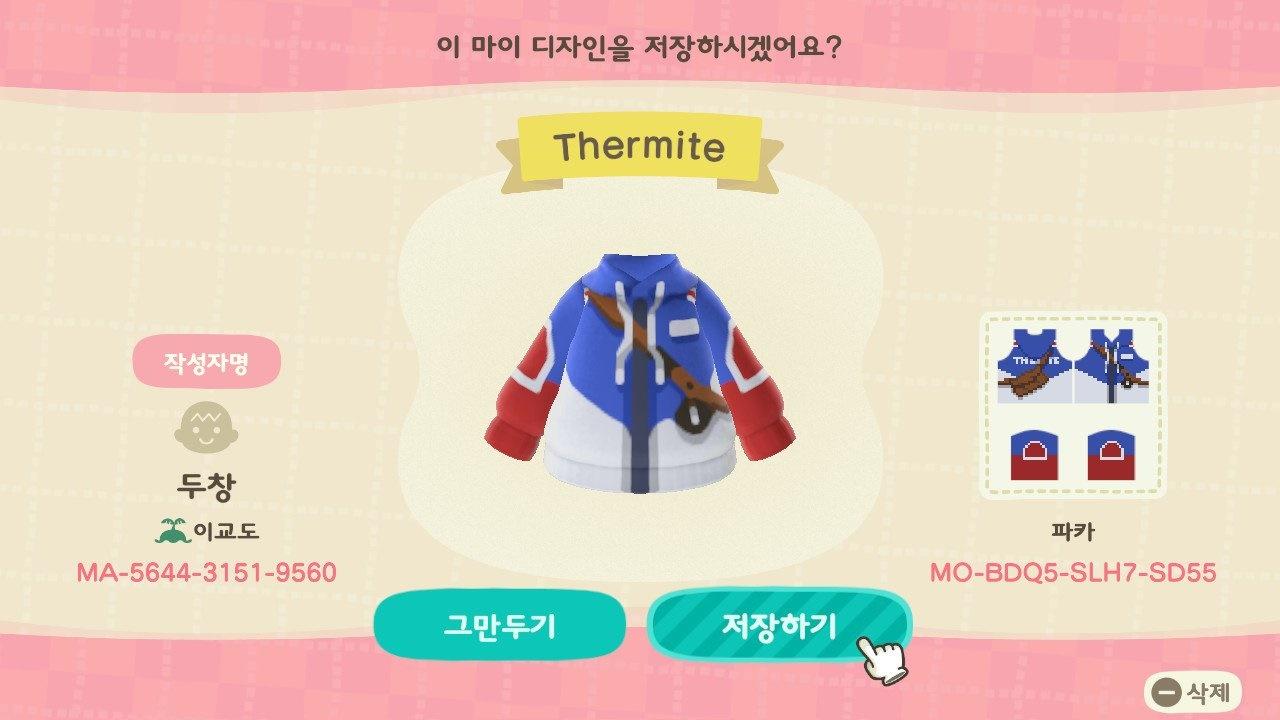 이 마이 디자인을 저장하시겠어요?
Thermite
작성자명
두창
이교도
MA-5644-3151-9560
파카
MO-BDQ5-SLH7-SD55
그만두기
저장하기
삭제